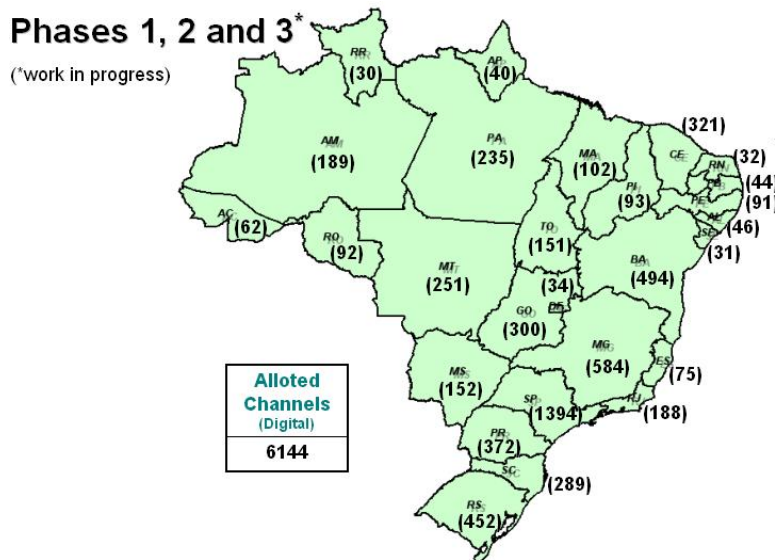 Phases 1, 2 and 3*
(*work in progress)
RR
(30)
AP
(40)
(321)
AM
(189)
PA
(235)
MA
(102)
CE
RN
(32)
PB
(44)
PI
(93)
PE
(91)
AC
(62)
AL
(46)
RO
(92)
TO
(151)
SE
(31)
MT
(251)
BA
(494)
(34)
DF
GO
(300)
MG
(584)
ES
(75)
MS
(152)
SP
(1394)
RJ
(188)
PR
(372)
SC
(289)
RS
(452)
Alloted
Channels
(Digital)
6144